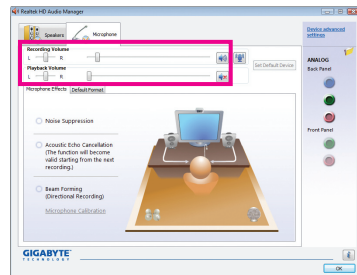 Realtek HD Audio Manager
Speakers
Microphone
Device advanced
settings
Recording Volume
L
R
Set Default Device
Playback Volume
L
R
ANALOG
Back Panel
Microphone Effects
Default Format
Noise Suppression
Acoustic Echo Cancellation
(The function will become
valid starting from the next
recording.)
Front Panel
Beam Forming
(Directional Recording)
Microphone Calibration
GIGABYTE
TECHNOLOGY
OK